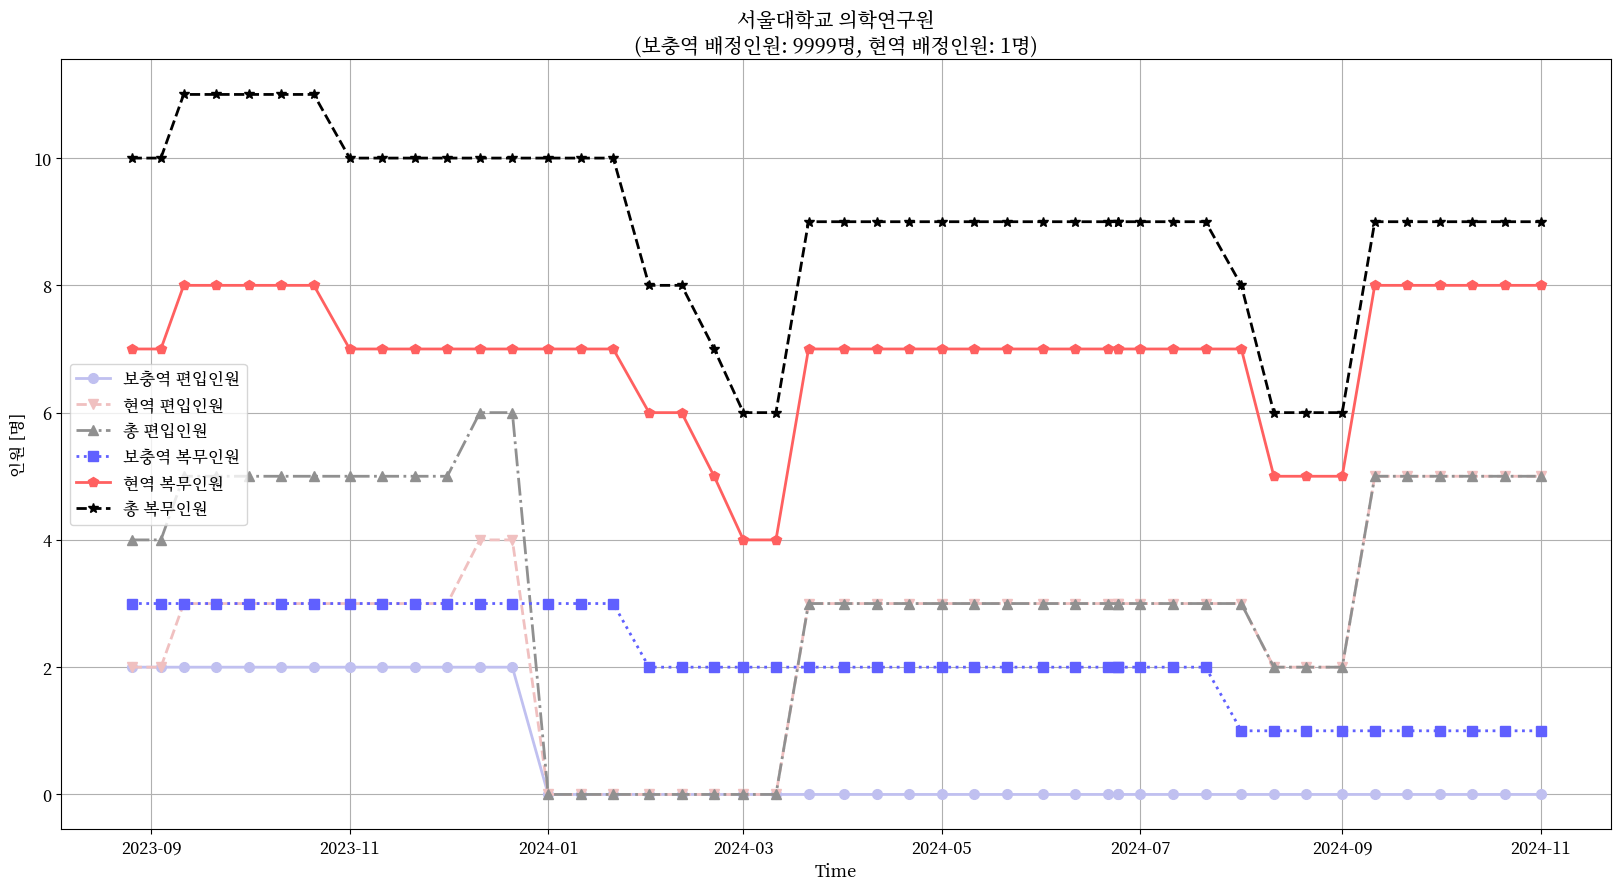 서울대학교 의학연구원
(보충역 배정인원: 9999명, 현역 배정인원: 1명)
인원 [명]
10
8
6
4
2
0
보충역 편입인원
현역 편입인원
총 편입인원
보충역 복무인원
현역 복무인원
총 복무인원
2023-09
2023-11
2024-01
2024-03
2024-05
2024-07
2024-09
2024-11
Time